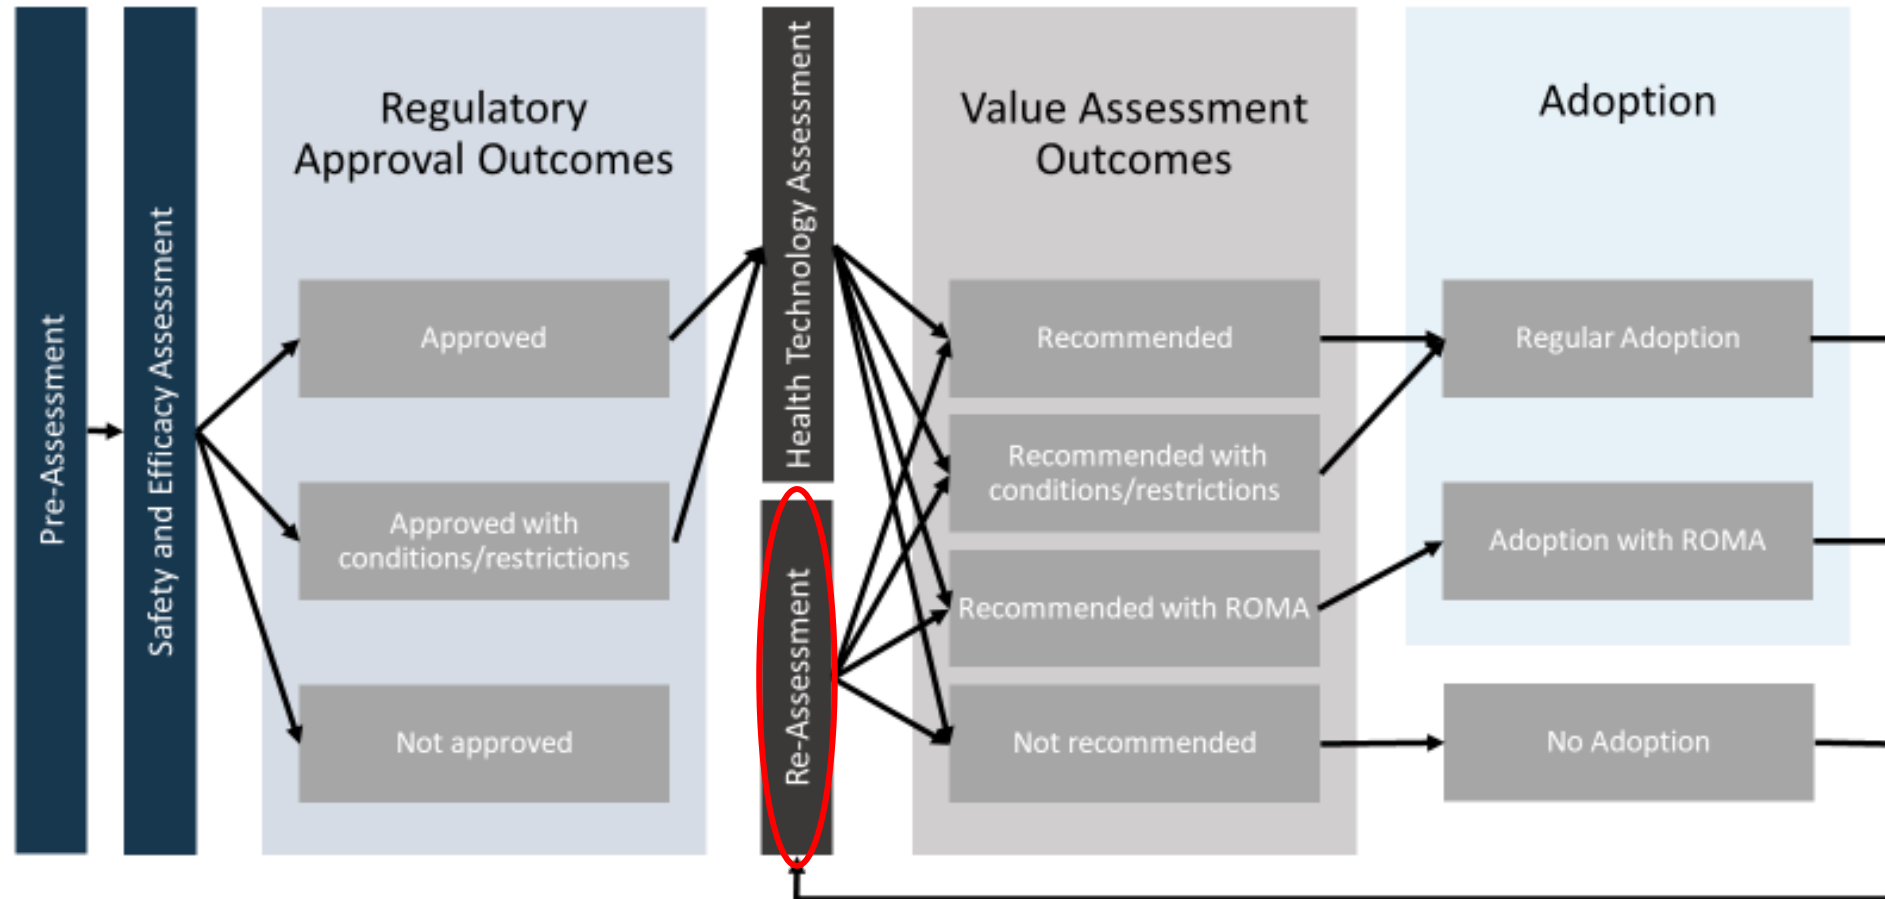 Pre-Assessment
Safety and Efficacy Assessment
Regulatory
Approval Outcomes
Approved
Approved with
conditions/restrictions
Not approved
Health Technology Assessment
Re-Assessment
Value Assessment
Outcomes
Recommended
Recommended with
conditions/restrictions
Recommended with ROMA
Not recommended
Adoption
Regular Adoption
Adoption with ROMA
No Adoption